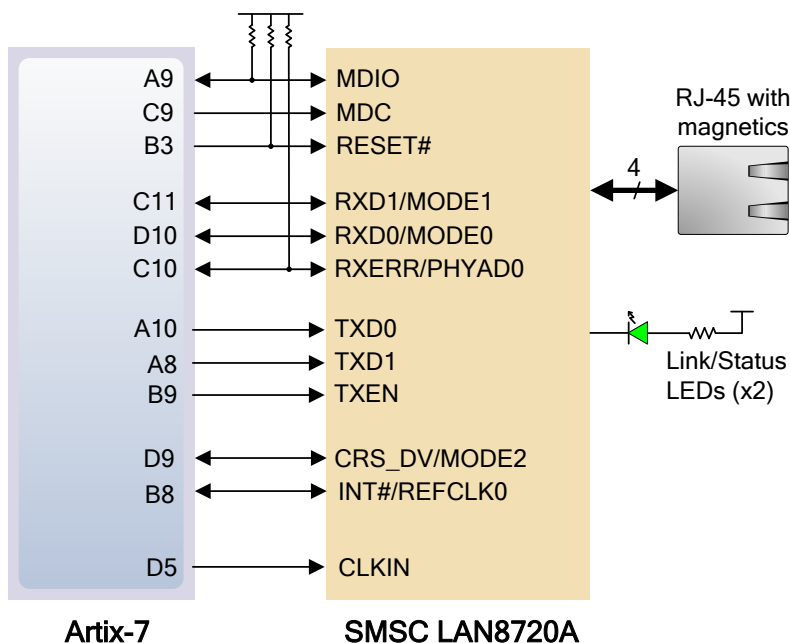 A9 MDIO
C9 MDC
B3 RESET#
C11 RXD1/MODE1
D10 RXD0/MODE0
C10 RXERR/PHYAD0
A10 TXD0
A8 TXD1
B9 TXEN
D9 CRS_DV/MODE2
B8 INT#/REFCLK0
D5 CLKIN
RJ-45 with
magnetics
4
Link/Status
LEDs (x2)
Artix-7
SMSC LAN8720A